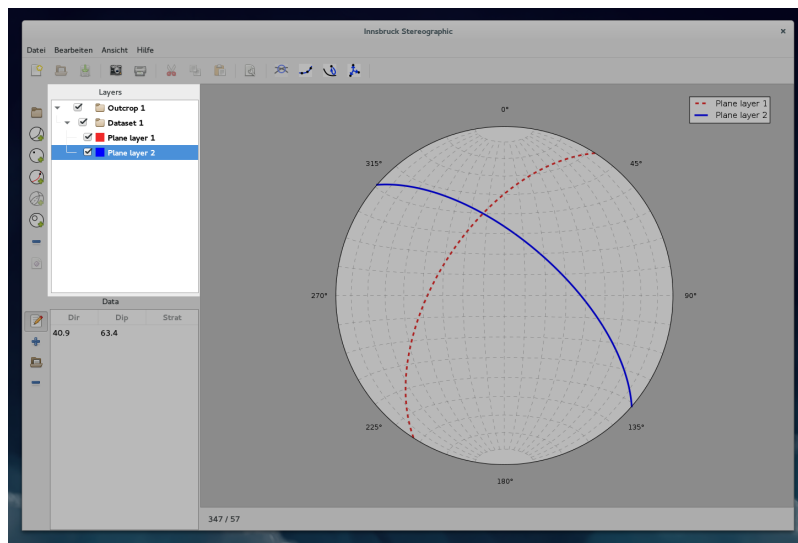 Innsbruck Stereographic
×
Datei Bearbeiten Ansicht Hilfe
Layers
Outcrop 1
Dataset 1
Plane layer 1
Plane layer 2
Data
Dir Dip Strat
40.9 63.4
Plane layer 1
Plane layer 2
0°
45°
90°
135°
180°
225°
270°
315°
347 / 57